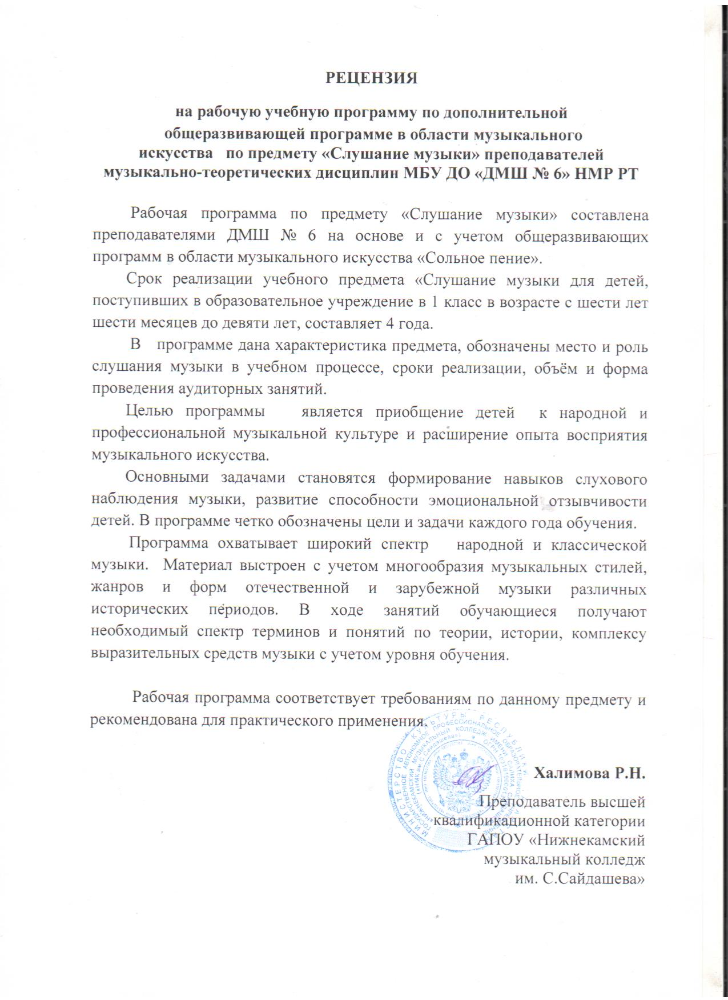 РЕЦЕНЗИЯ
на рабочую учебную программу по дополнительной
общеразвивающей программе в области музыкального
искусства по предмету «Слушание музыки» преподавателей
музыкально-теоретических дисциплин МБУ ДО «ДМШ № 6» НМР РТ
Рабочая программа по предмету «Слушание музыки» составлена
преподавателями ДМШ № 6 на основе и с учетом общеразвивающих
программ в области музыкального искусства «Сольное пение».
Срок реализации учебного предмета «Слушание музыки для детей,
поступивших в образовательное учреждение в 1 класс в возрасте с шести лет
шести месяцев до девяти лет, составляет 4 года.
В программе дана характеристика предмета, обозначены место и роль
слушания музыки в учебном процессе, сроки реализации, объём и форма
проведения аудиторных занятий.
Целью программы является приобщение детей к народной и
профессиональной музыкальной культуре и расширение опыта восприятия
музыкального искусства.
Основными задачами становятся формирование навыков слухового
наблюдения музыки, развитие способности эмоциональной отзывчивости
детей. В программе четко обозначены цели и задачи каждого года обучения.
Программа охватывает широкий спектр народной и классической
музыки. Материал выстроен с учетом многообразия музыкальных стилей,
жанров и форм отечественной и зарубежной музыки различных
исторических периодов. В ходе занятий обучающиеся получают
необходимый спектр терминов и понятий по теории, истории, комплексу
выразительных средств музыки с учетом уровня обучения.
Рабочая программа соответствует требованиям по данному предмету и
рекомендована для практического применения.
МИНИСТЕРСТВО КУЛЬТУРЫ РЕСПУБЛИКИ
ГОСУДАРСТВЕННОЕ АВТОНОМНОЕ ПРОФЕССИОНАЛЬНОЕ ОБРАЗОВАТЕЛЬНОЕ УЧРЕЖДЕНИЕ
«НИЖНЕКАМСКИЙ МУЗЫКАЛЬНЫЙ КОЛЛЕДЖ ИМЕНИ САЛИХА
(«НМК им.С.Сайдашева»)
Халимова Р.Н.
Преподаватель высшей
квалификационной категории
ГАПОУ «Нижнекамский
музыкальный колледж
им. С.Сайдашева»